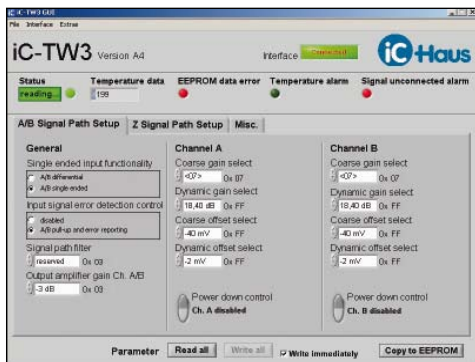 iC-TW3 GUI
File Interface Extras
iC-TW3 Version A4
Interface Connected
iC Haus
Status Temperature data EEPROM data error Temperature alarm Signal unconnected alarm
reading... 199
A/B Signal Path Setup Z Signal Path Setup Misc.
General
Single ended input functionality
A/B differential
A/B single ended
Input signal error detection control
disabled
A/B pull-up and error reporting
Signal path filter
reserved 0x 03
Output amplifier gain Ch. A/B
-3 dB 0x 03
Channel A
Coarse gain select
<07> 0x 07
Dynamic gain select
18,40 dB 0x FF
Coarse offset select
-40 mV 0x FF
Dynamic offset select
-2 mV 0x FF
Power down control
Ch. A disabled
Channel B
Coarse gain select
<07> 0x 07
Dynamic gain select
18,40 dB 0x FF
Coarse offset select
-40 mV 0x FF
Dynamic offset select
-2 mV 0x FF
Power down control
Ch. B disabled
Parameter Read all Write all Write immediately Copy to EEPROM